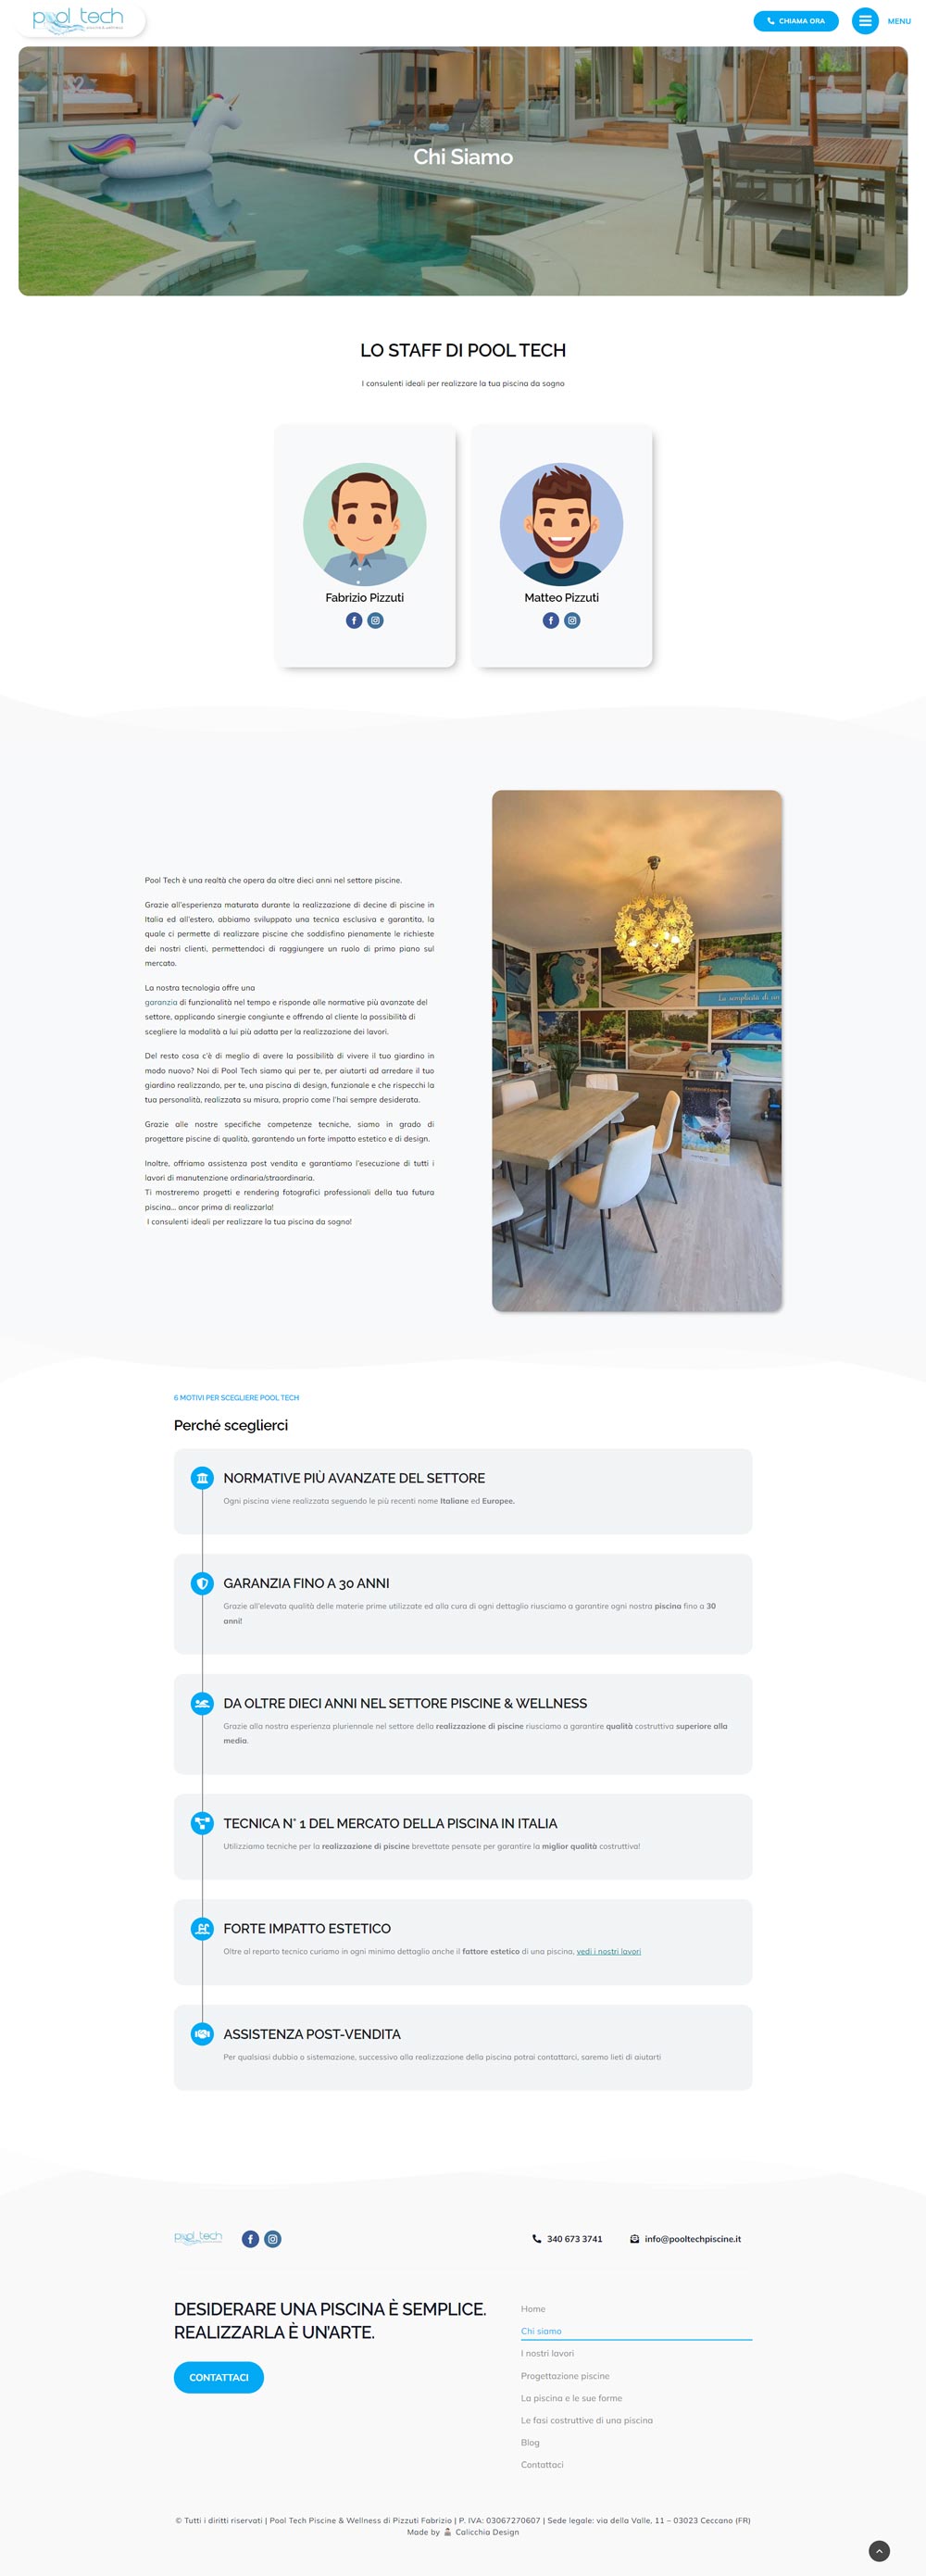 pool tech
CHIAMA ORA
MENU
Chi Siamo
LO STAFF DI POOL TECH
I consulenti ideali per realizzare la tua piscina da sogno
Fabrizio Pizzuti
Matteo Pizzuti
Pool Tech è una realtà che opera da oltre dieci anni nel settore piscine.
Grazie all'esperienza maturata durante la realizzazione di decine di piscine in
Italia ed all'estero, abbiamo sviluppato una tecnica esclusiva e garantita, la
quale ci permette di realizzare piscine che soddisfino pienamente le richieste
dei nostri clienti, permettendoci di raggiungere un ruolo di primo piano sul
mercato.
La nostra tecnologia offre una
garanzia di funzionalità nel tempo e risponde alle normative più avanzate del
settore, applicando sinergie congiunte e offrendo al cliente la possibilità di
scegliere la modalità a lui più adatta per la realizzazione dei lavori.
Del resto cosa c'è di meglio di avere la possibilità di vivere il tuo giardino in
modo nuovo? Noi di Pool Tech siamo qui per te, per aiutarti ad arredare il tuo
giardino realizzando, per te, una piscina di design, funzionale e che rispecchi la
tua personalità, realizzata su misura, proprio come l'hai sempre desiderata.
Grazie alle nostre specifiche competenze tecniche, siamo in grado di
progettare piscine di qualità, garantendo un forte impatto estetico e di design.
Inoltre, offriamo assistenza post vendita e garantiamo l'esecuzione di tutti i
lavori di manutenzione ordinaria/straordinaria.
Ti mostreremo progetti e rendering fotografici professionali della tua futura
piscina... ancor prima di realizzarla!
I consulenti ideali per realizzare la tua piscina da sogno!
La semplicità di un
6 MOTIVI PER SCEGLIERE POOL TECH
Perché sceglierci
NORMATIVE PIÙ AVANZATE DEL SETTORE
Ogni piscina viene realizzata seguendo le più recenti nome Italiane ed Europee.
GARANZIA FINO A 30 ANNI
Grazie all'elevata qualità delle materie prime utilizzate ed alla cura di ogni dettaglio riusciamo a garantire ogni nostra piscina fino a 30
anni!
DA OLTRE DIECI ANNI NEL SETTORE PISCINE & WELLNESS
Grazie alla nostra esperienza pluriennale nel settore della realizzazione di piscine riusciamo a garantire qualità costruttiva superiore alla
media.
TECNICA N° 1 DEL MERCATO DELLA PISCINA IN ITALIA
Utilizziamo tecniche per la realizzazione di piscine brevettate pensate per garantire la miglior qualità costruttiva!
FORTE IMPATTO ESTETICO
Oltre al reparto tecnico curiamo in ogni minimo dettaglio anche il fattore estetico di una piscina, vedi i nostri lavori
ASSISTENZA POST-VENDITA
Per qualsiasi dubbio o sistemazione, successiva alla realizzazione della piscina potrai contattarci, saremo lieti di aiutarti
pool tech
340 673 3741
info@pooltechpiscine.it
DESIDERARE UNA PISCINA È SEMPLICE.
REALIZZARLA È UN'ARTE.
CONTATTACI
Home
Chi siamo
I nostri lavori
Progettazione piscine
La piscina e le sue forme
Le fasi costruttive di una piscina
Blog
Contattaci
© Tutti i diritti riservati | Pool Tech Piscine & Wellness di Pizzuti Fabrizio | P. IVA: 03067270607 | Sede legale: via della Valle, 11 – 03023 Ceccano (FR)
Made by Calicchia Design